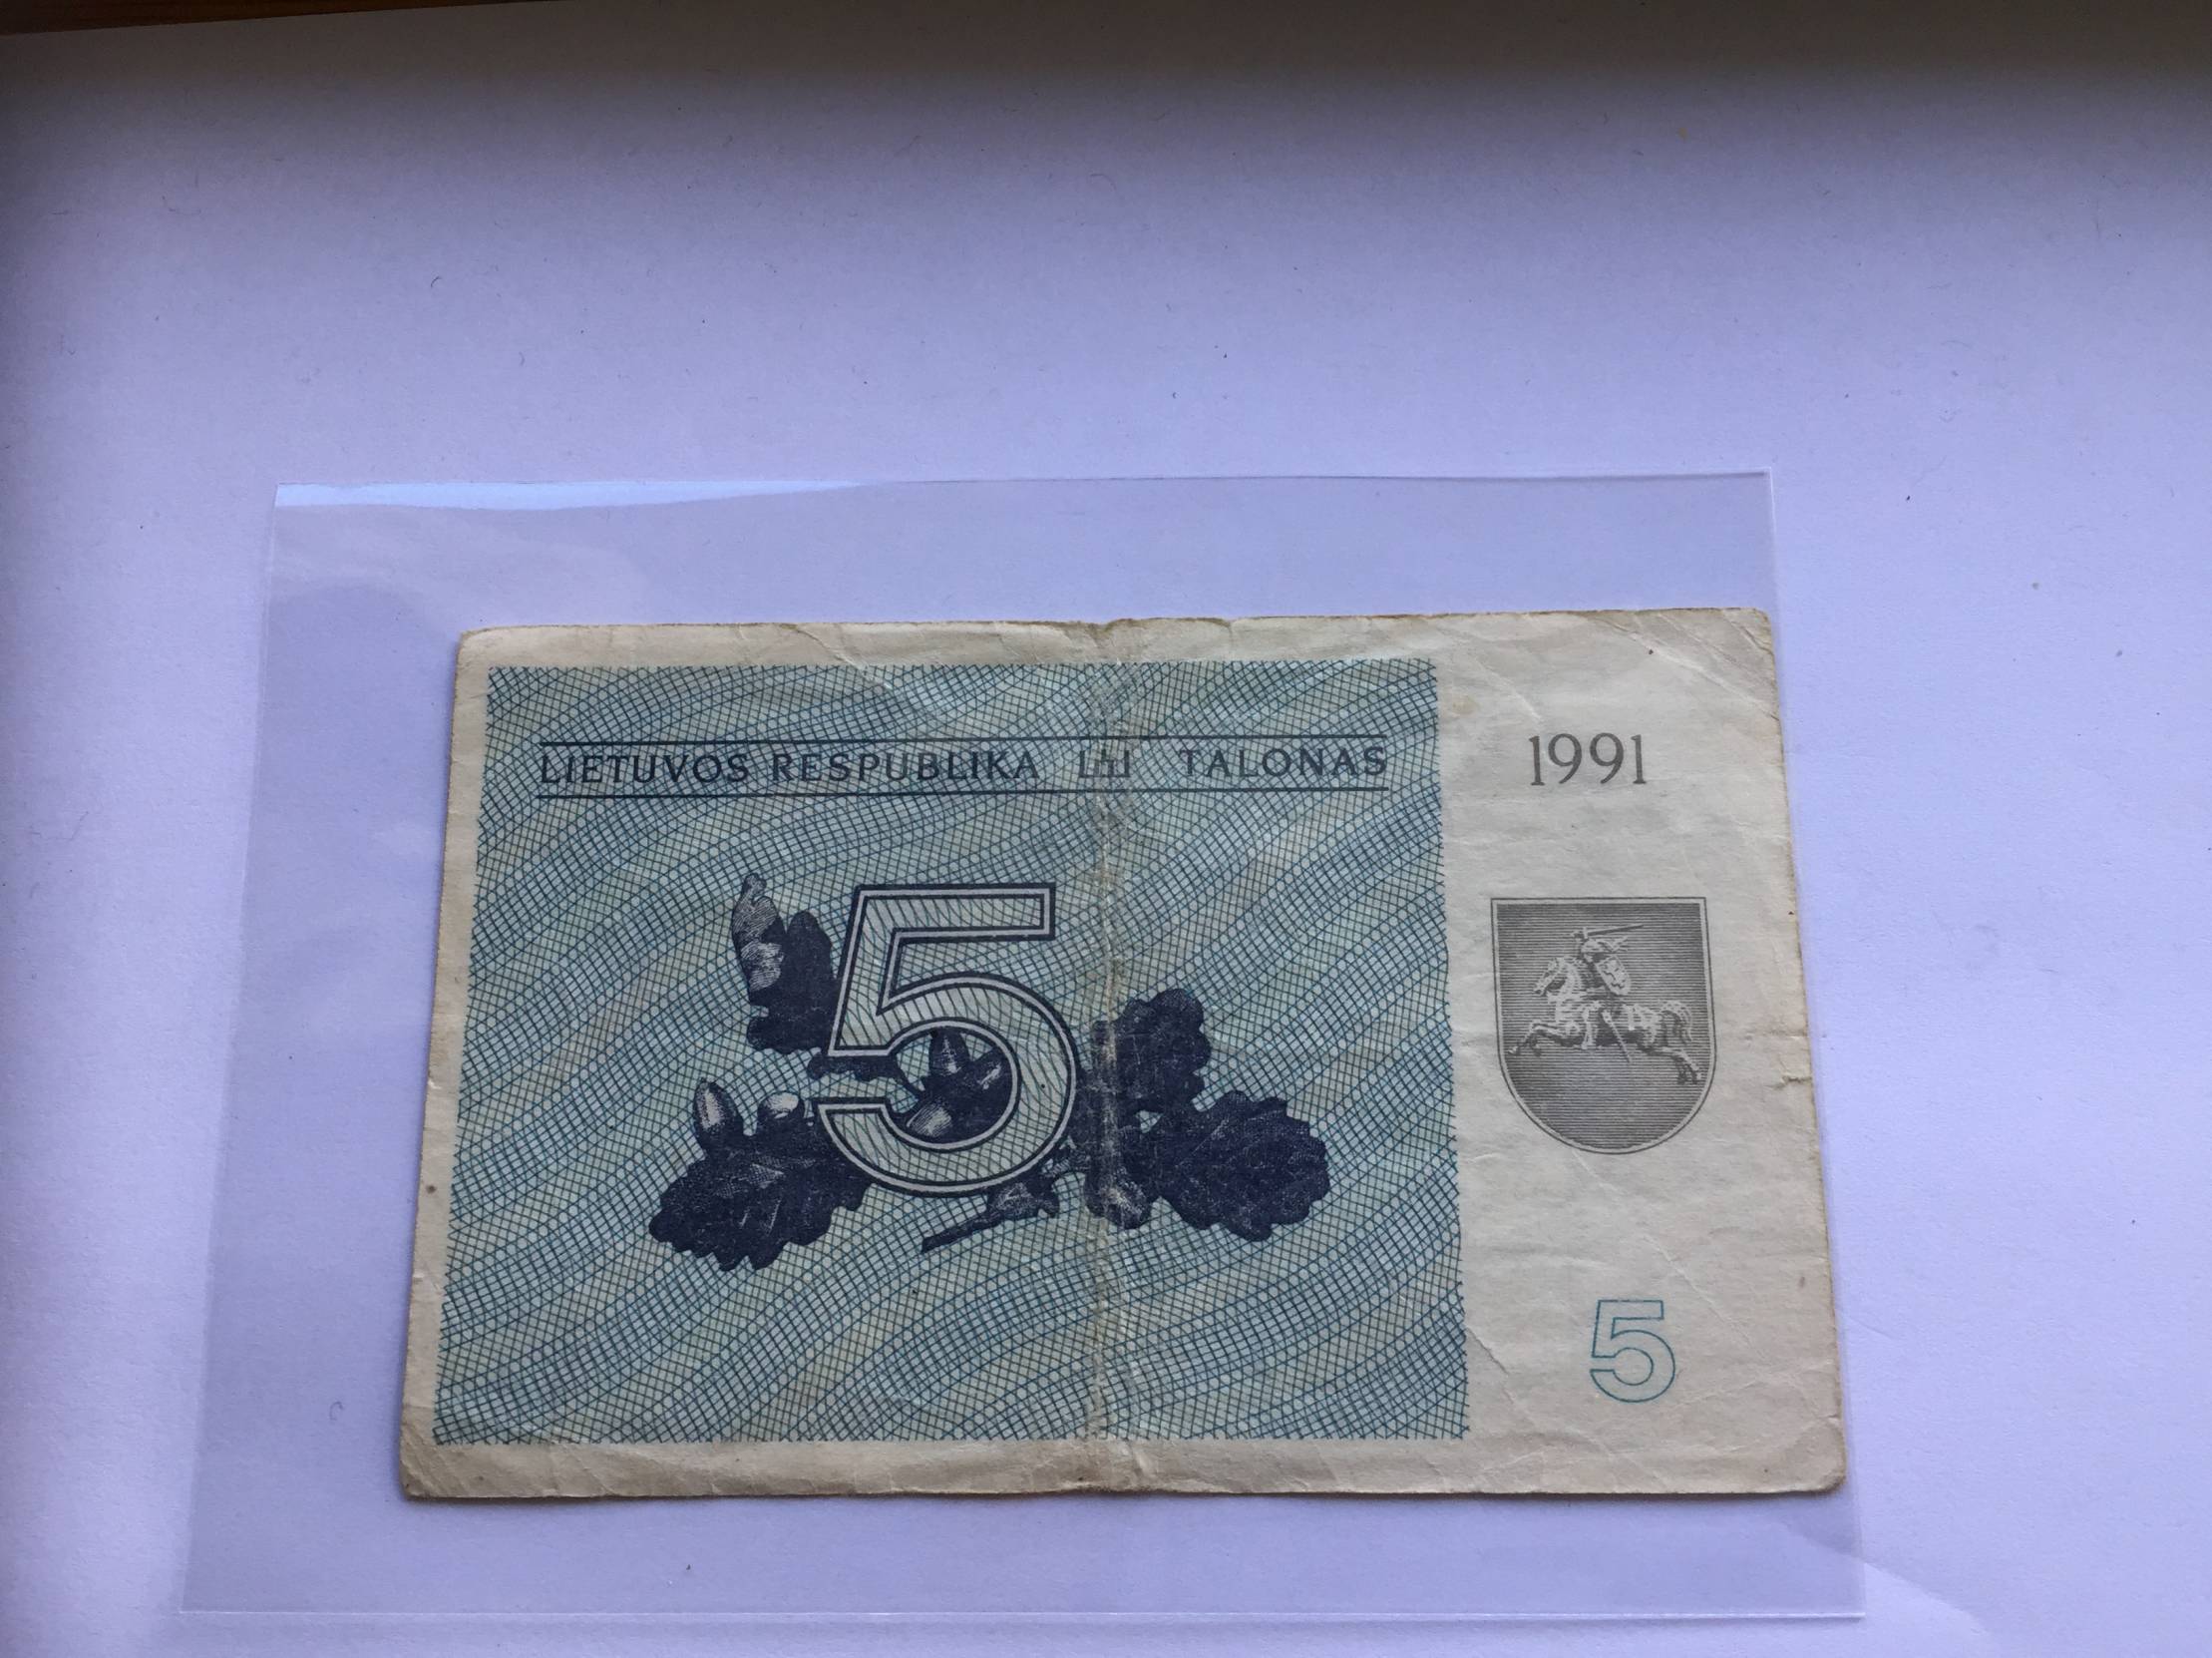 LIETUVOS RESPUBLIKA TALONAS
1991
5
5